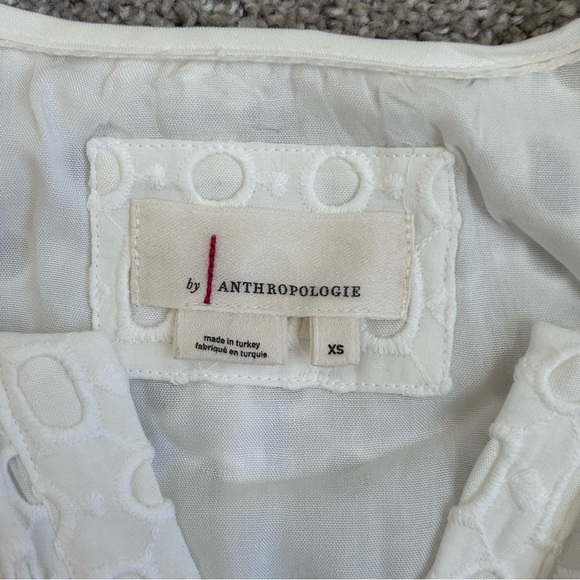 by ANTHROPOLOGIE
made in turkey
fabriqué en turquie
XS